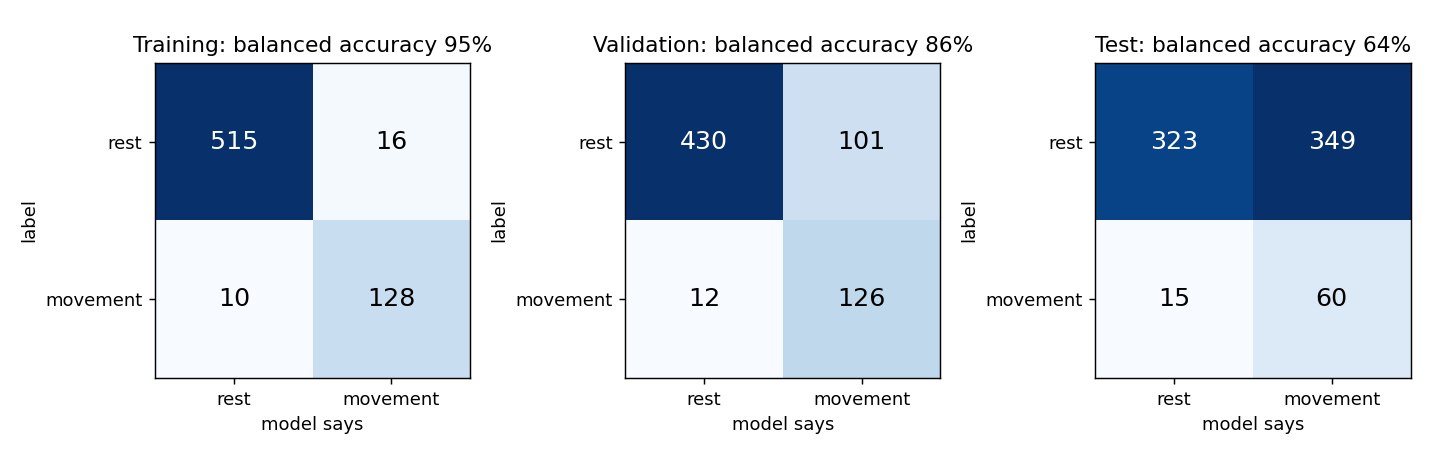 Training: balanced accuracy 95%
label
rest
movement
515
16
10
128
rest
movement
model says
Validation: balanced accuracy 86%
label
rest
movement
430
101
12
126
rest
movement
model says
Test: balanced accuracy 64%
label
rest
movement
323
349
15
60
rest
movement
model says